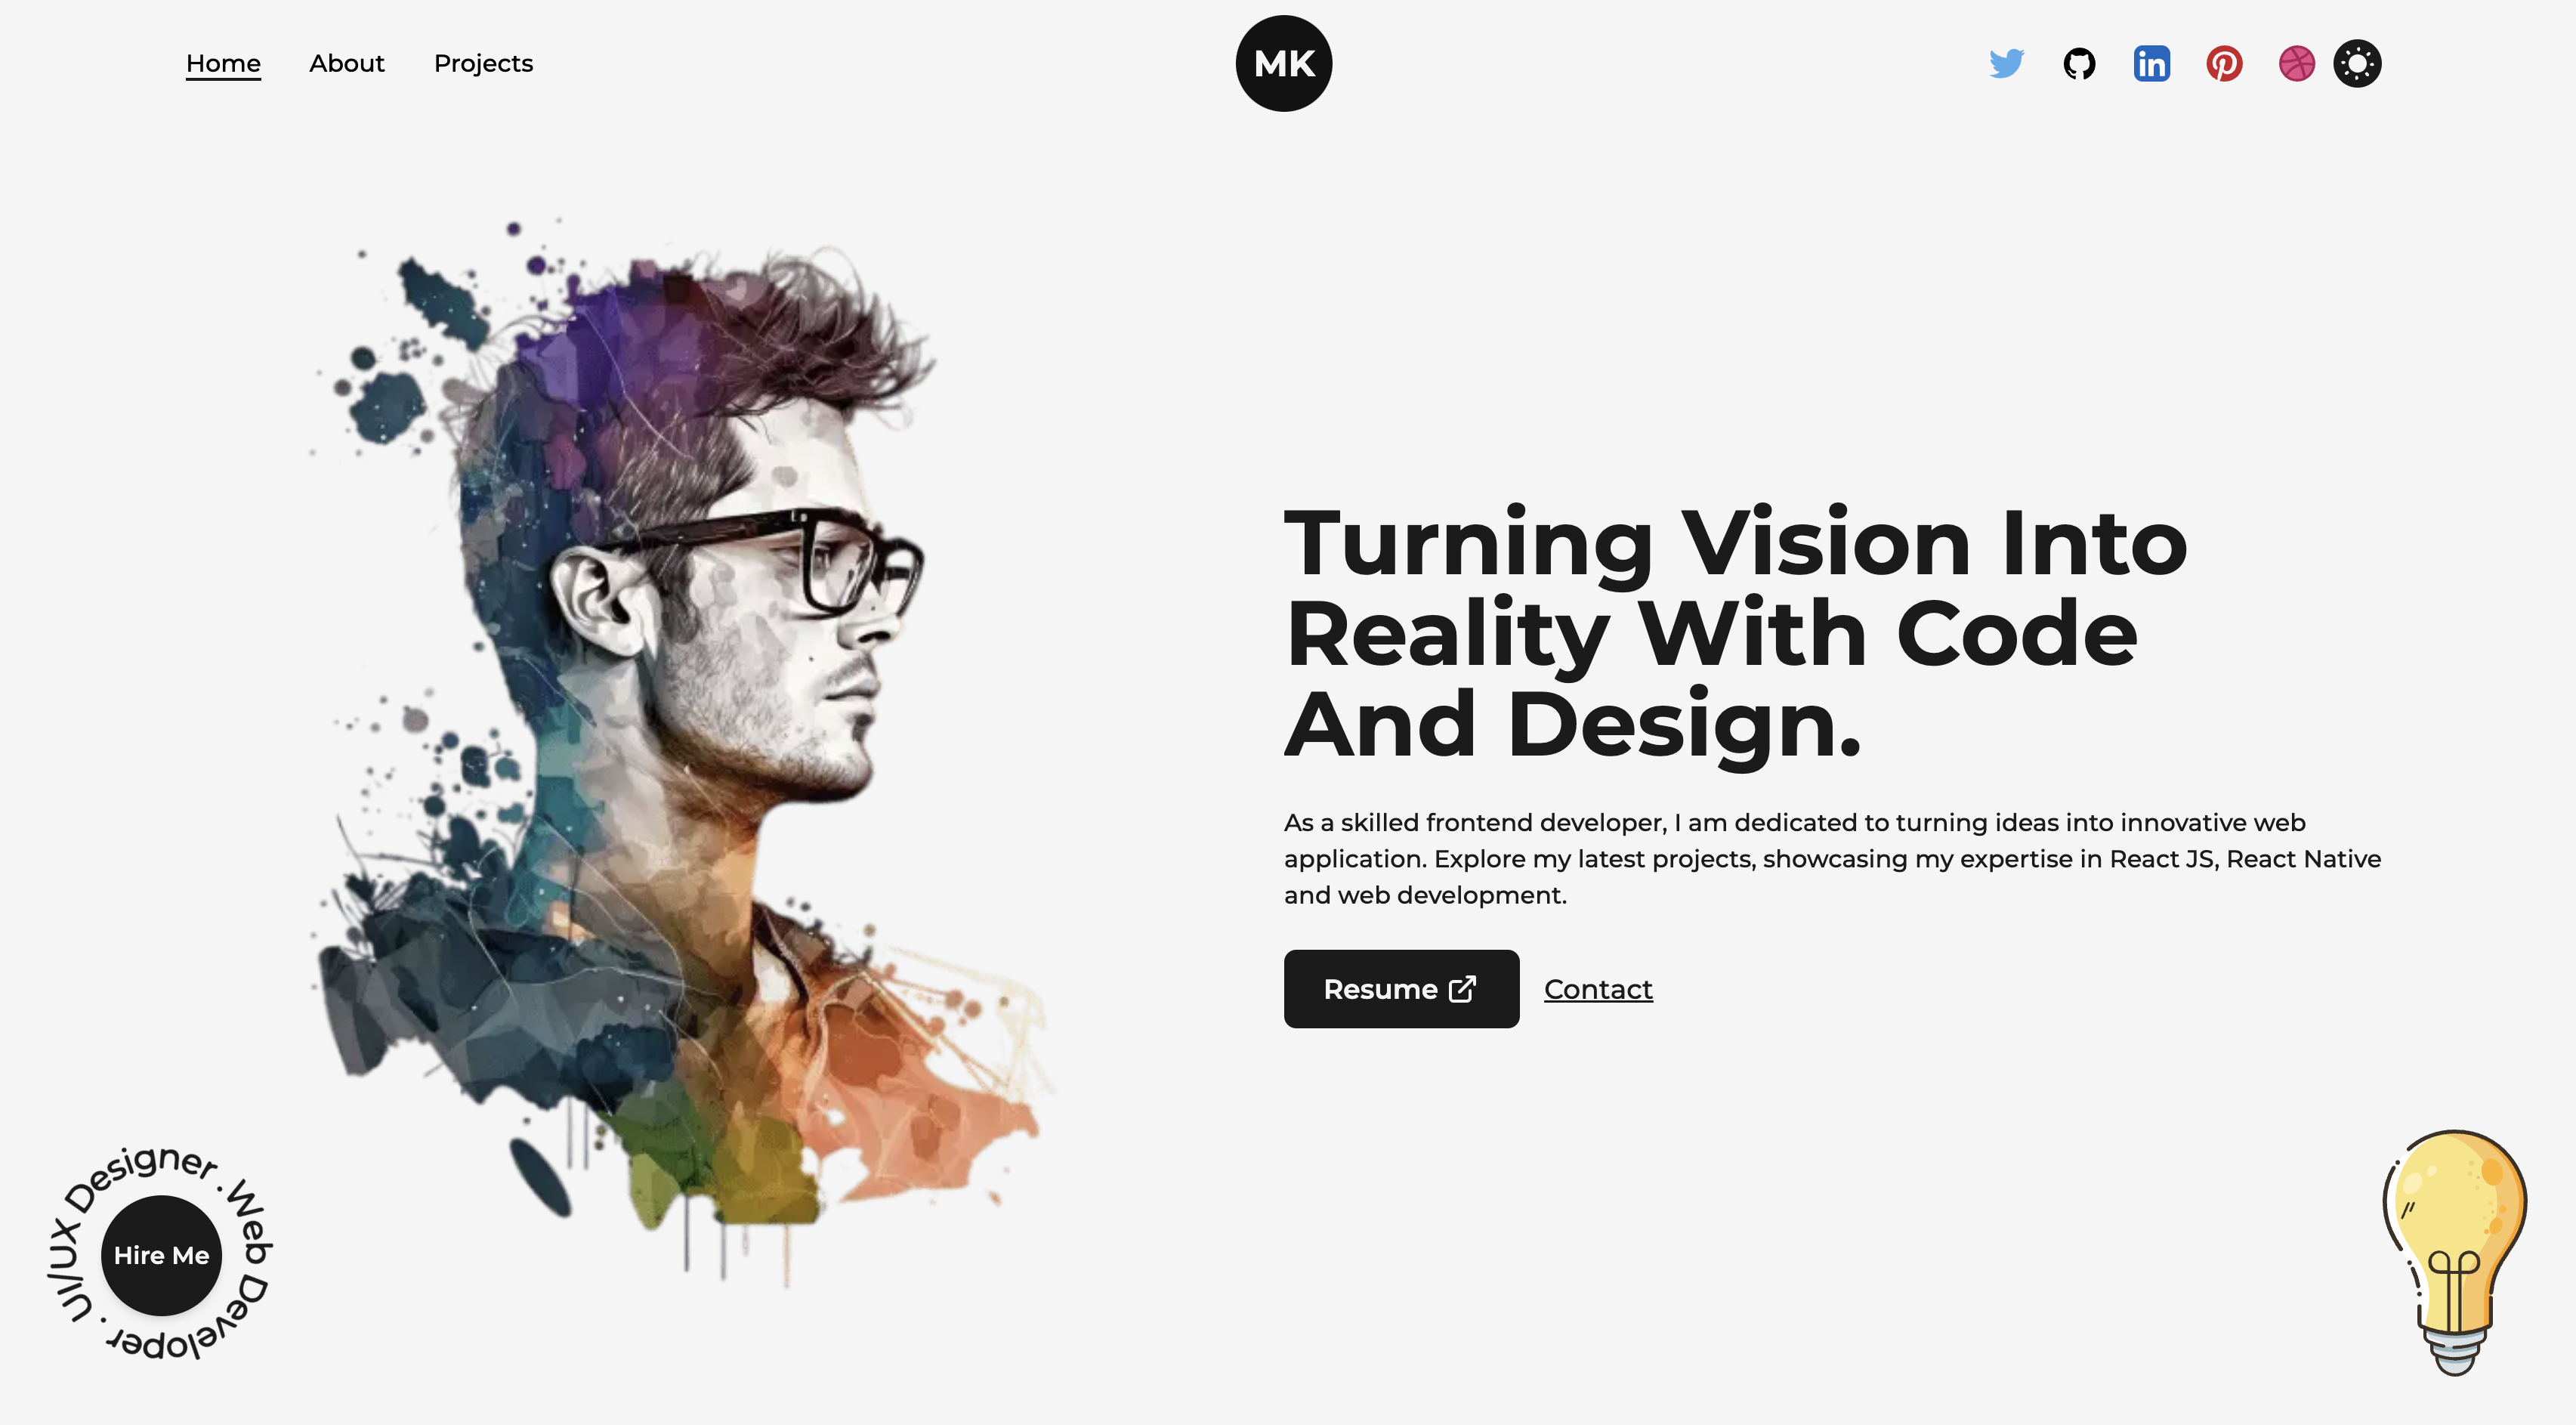 Home
About
Projects
MK
in
Turning Vision Into
Reality With Code
And Design.
As a skilled frontend developer, I am dedicated to turning ideas into innovative web
application. Explore my latest projects, showcasing my expertise in React JS, React Native
and web development.
Resume
Contact
UI/UX Designer . Web Developer .
Hire Me